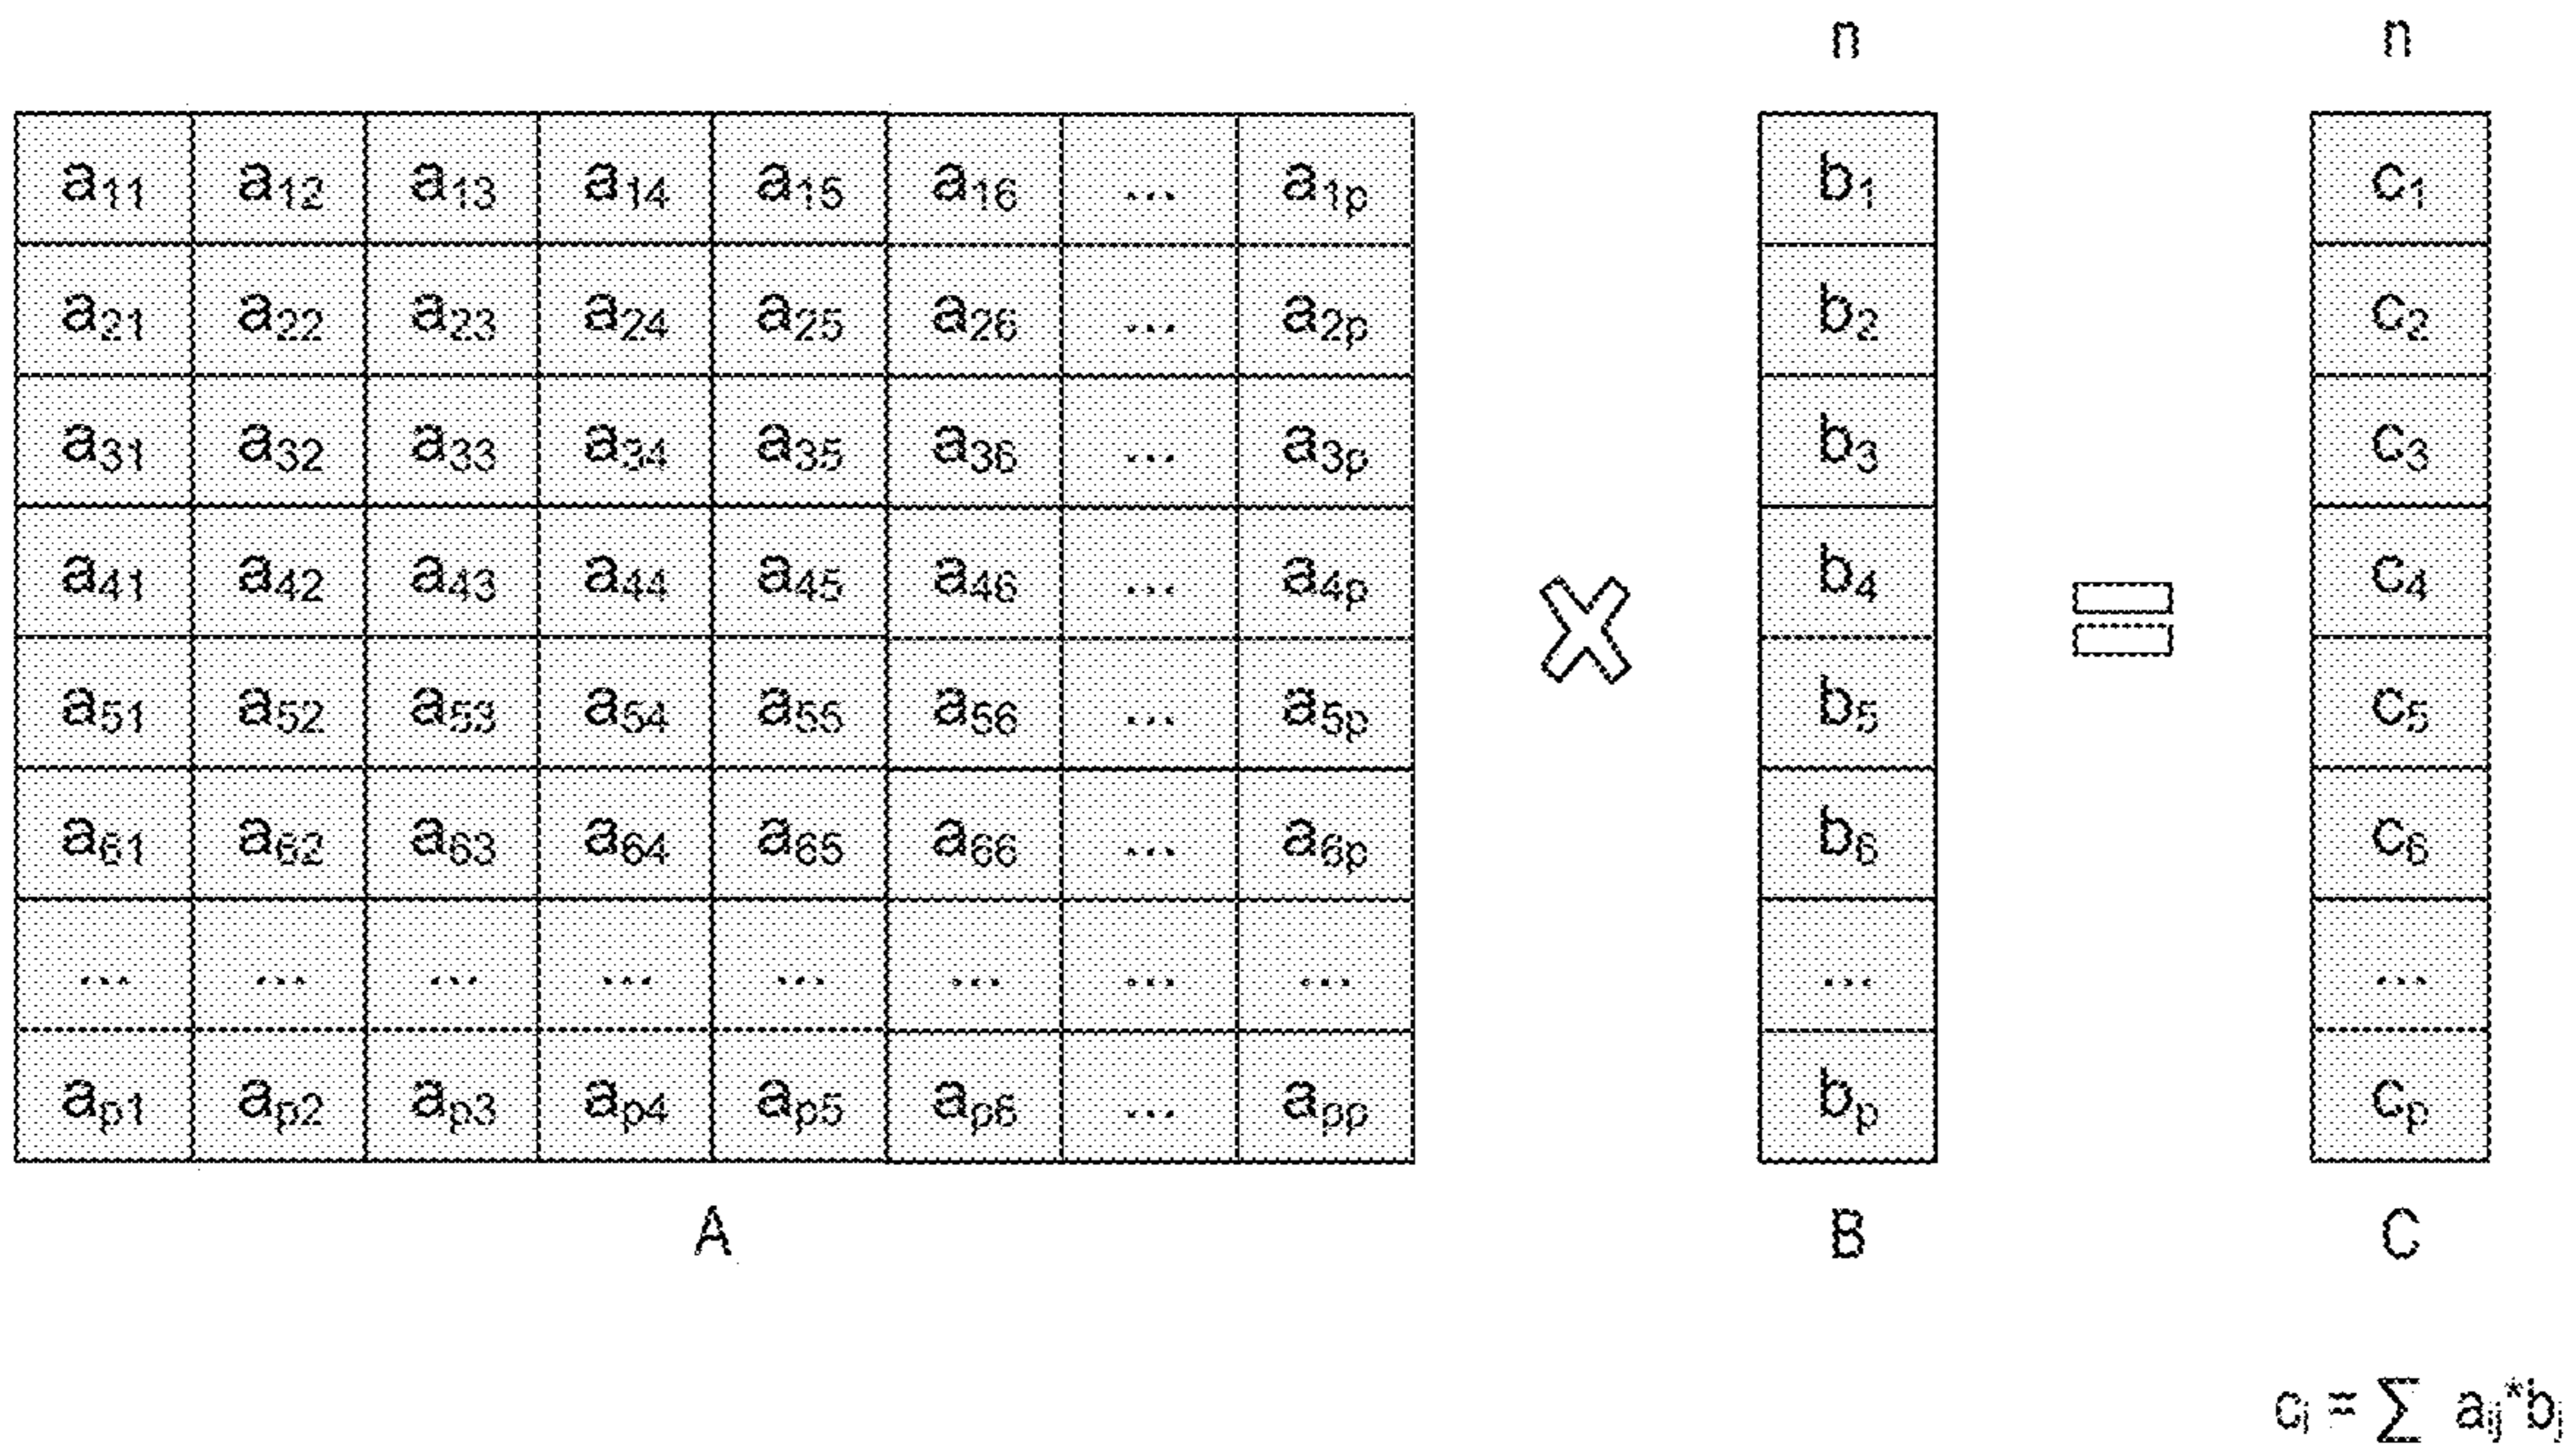 n n
a₁₁ a₁₂ a₁₃ a₁₄ a₁₅ a₁₆ ... a₁ₚ b₁ c₁
a₂₁ a₂₂ a₂₃ a₂₄ a₂₅ a₂₆ ... a₂ₚ b₂ c₂
a₃₁ a₃₂ a₃₃ a₃₄ a₃₅ a₃₆ ... a₃ₚ b₃ c₃
a₄₁ a₄₂ a₄₃ a₄₄ a₄₅ a₄₆ ... a₄ₚ b₄ c₄
× =
a₅₁ a₅₂ a₅₃ a₅₄ a₅₅ a₅₆ ... a₅ₚ b₅ c₅
a₆₁ a₆₂ a₆₃ a₆₄ a₆₅ a₆₆ ... a₆ₚ b₆ c₆
... ... ... ... ... ... ... ... ... ...
aₚ₁ aₚ₂ aₚ₃ aₚ₄ aₚ₅ aₚ₆ ... aₚₚ bₚ cₚ
A B C
cᵢ = ∑ aᵢⱼ*bⱼ